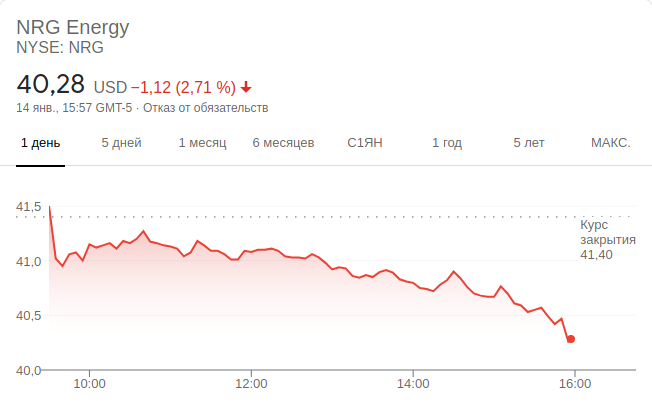 NRG Energy
NYSE: NRG
40,28 USD −1,12 (2,71 %)
14 янв., 15:57 GMT-5 · Отказ от обязательств
1 день 5 дней 1 месяц 6 месяцев С1ЯН 1 год 5 лет МАКС.
41,5
Курс
закрытия
41,40
41,0
40,5
40,0
10:00 12:00 14:00 16:00